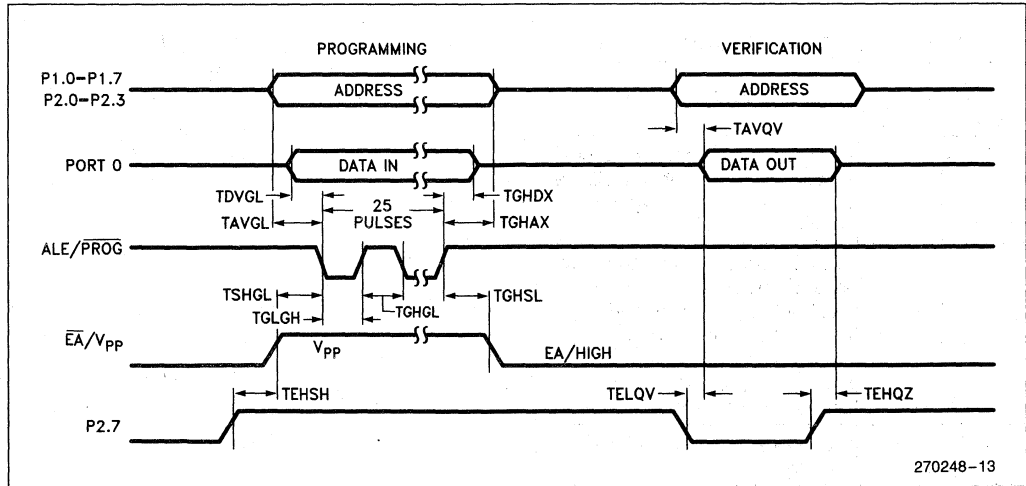 PROGRAMMING VERIFICATION
P1.0–P1.7
P2.0–P2.3
ADDRESS ADDRESS
TAVQV
PORT 0 DATA IN DATA OUT
TDVGL TGHDX
25
PULSES
TAVGL TGHAX
ALE/PROG
TSHGL TGHSL
TGHGL
TGLGH
EA/VPP VPP EA/HIGH
TEHSH TELQV TEHQZ
P2.7
270248–13